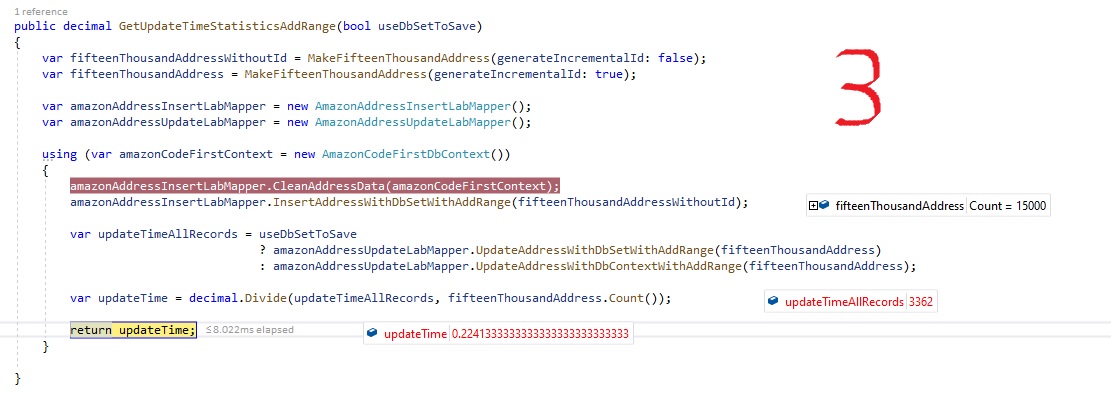 1 reference
public decimal GetUpdateTimeStatisticsAddRange(bool useDbSetToSave)
{
var fifteenThousandAddressWithoutId = MakeFifteenThousandAddress(generateIncrementalId: false);
var fifteenThousandAddress = MakeFifteenThousandAddress(generateIncrementalId: true);
3
var amazonAddressInsertLabMapper = new AmazonAddressInsertLabMapper();
var amazonAddressUpdateLabMapper = new AmazonAddressUpdateLabMapper();
using (var amazonCodeFirstContext = new AmazonCodeFirstDbContext())
{
amazonAddressInsertLabMapper.CleanAddressData(amazonCodeFirstContext);
amazonAddressInsertLabMapper.InsertAddressWithDbSetWithAddRange(fifteenThousandAddressWithoutId);
fifteenThousandAddress Count = 15000
var updateTimeAllRecords = useDbSetToSave
? amazonAddressUpdateLabMapper.UpdateAddressWithDbSetWithAddRange(fifteenThousandAddress)
: amazonAddressUpdateLabMapper.UpdateAddressWithDbContextWithAddRange(fifteenThousandAddress);
var updateTime = decimal.Divide(updateTimeAllRecords, fifteenThousandAddress.Count());
updateTimeAllRecords 3362
return updateTime; ≤8.022ms elapsed
updateTime 0.2241333333333333333333333333
}
}